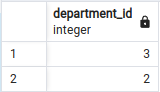 department_id
integer
1 3
2 2